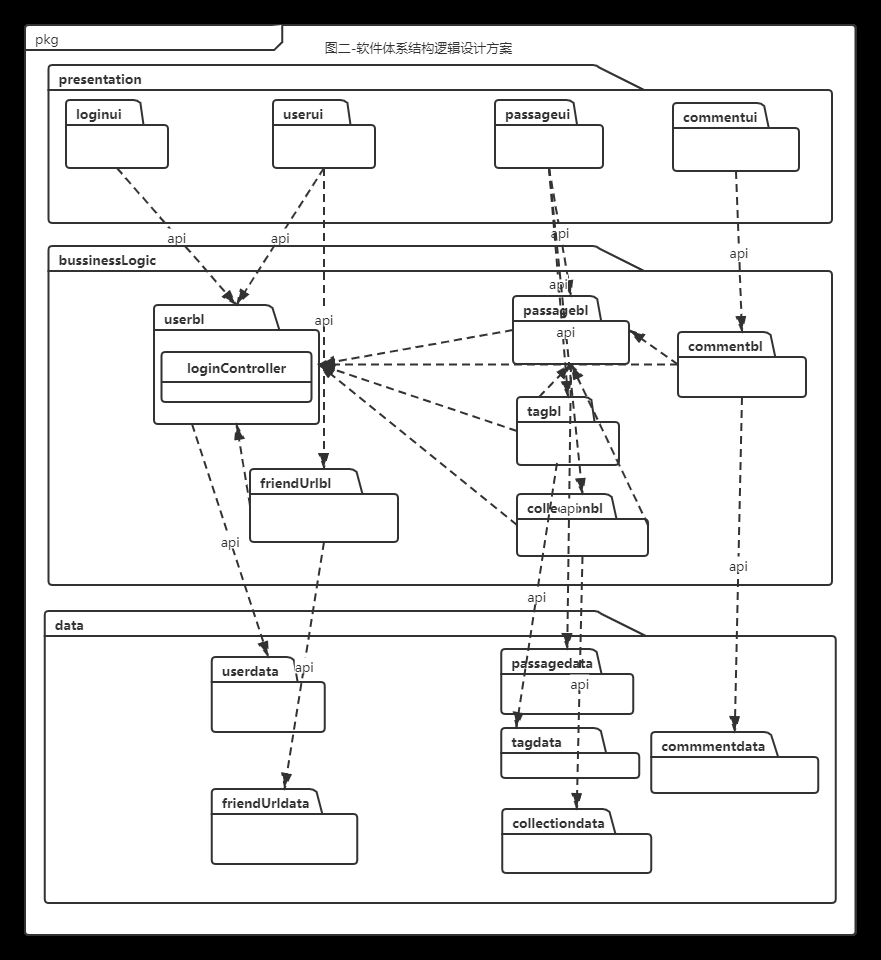 pkg
图二-软件体系结构逻辑设计方案
presentation
loginui
userui
passageui
commentui
api
api
api
api
bussinessLogic
api
userbl
passagebl
api
api
commentbl
loginController
tagbl
friendUrlbl
collectionbl
api
api
api
api
data
userdata
api
passagedata
api
tagdata
commmentdata
friendUrldata
collectiondata